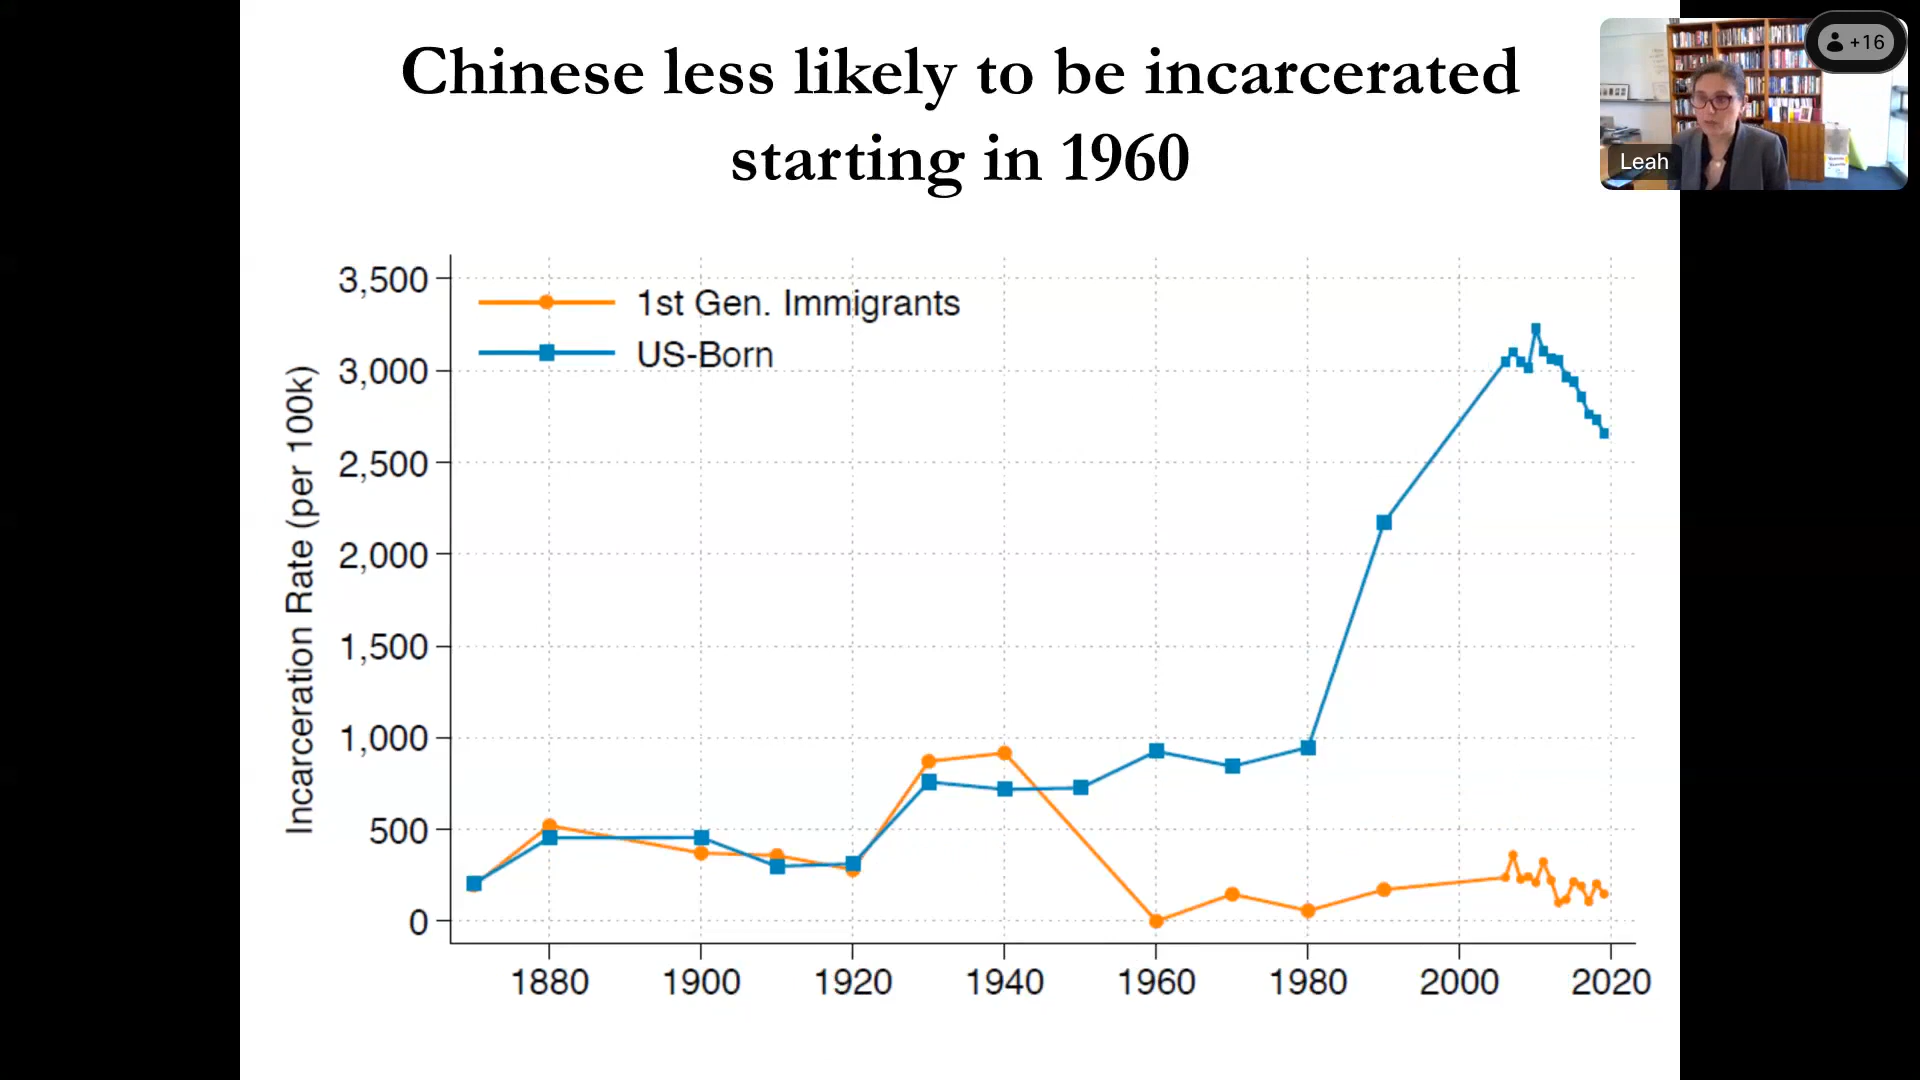 Chinese less likely to be incarcerated
starting in 1960
+16
Leah
1st Gen. Immigrants
US-Born
Incarceration Rate (per 100k)
3,500
3,000
2,500
2,000
1,500
1,000
500
0
1880 1900 1920 1940 1960 1980 2000 2020